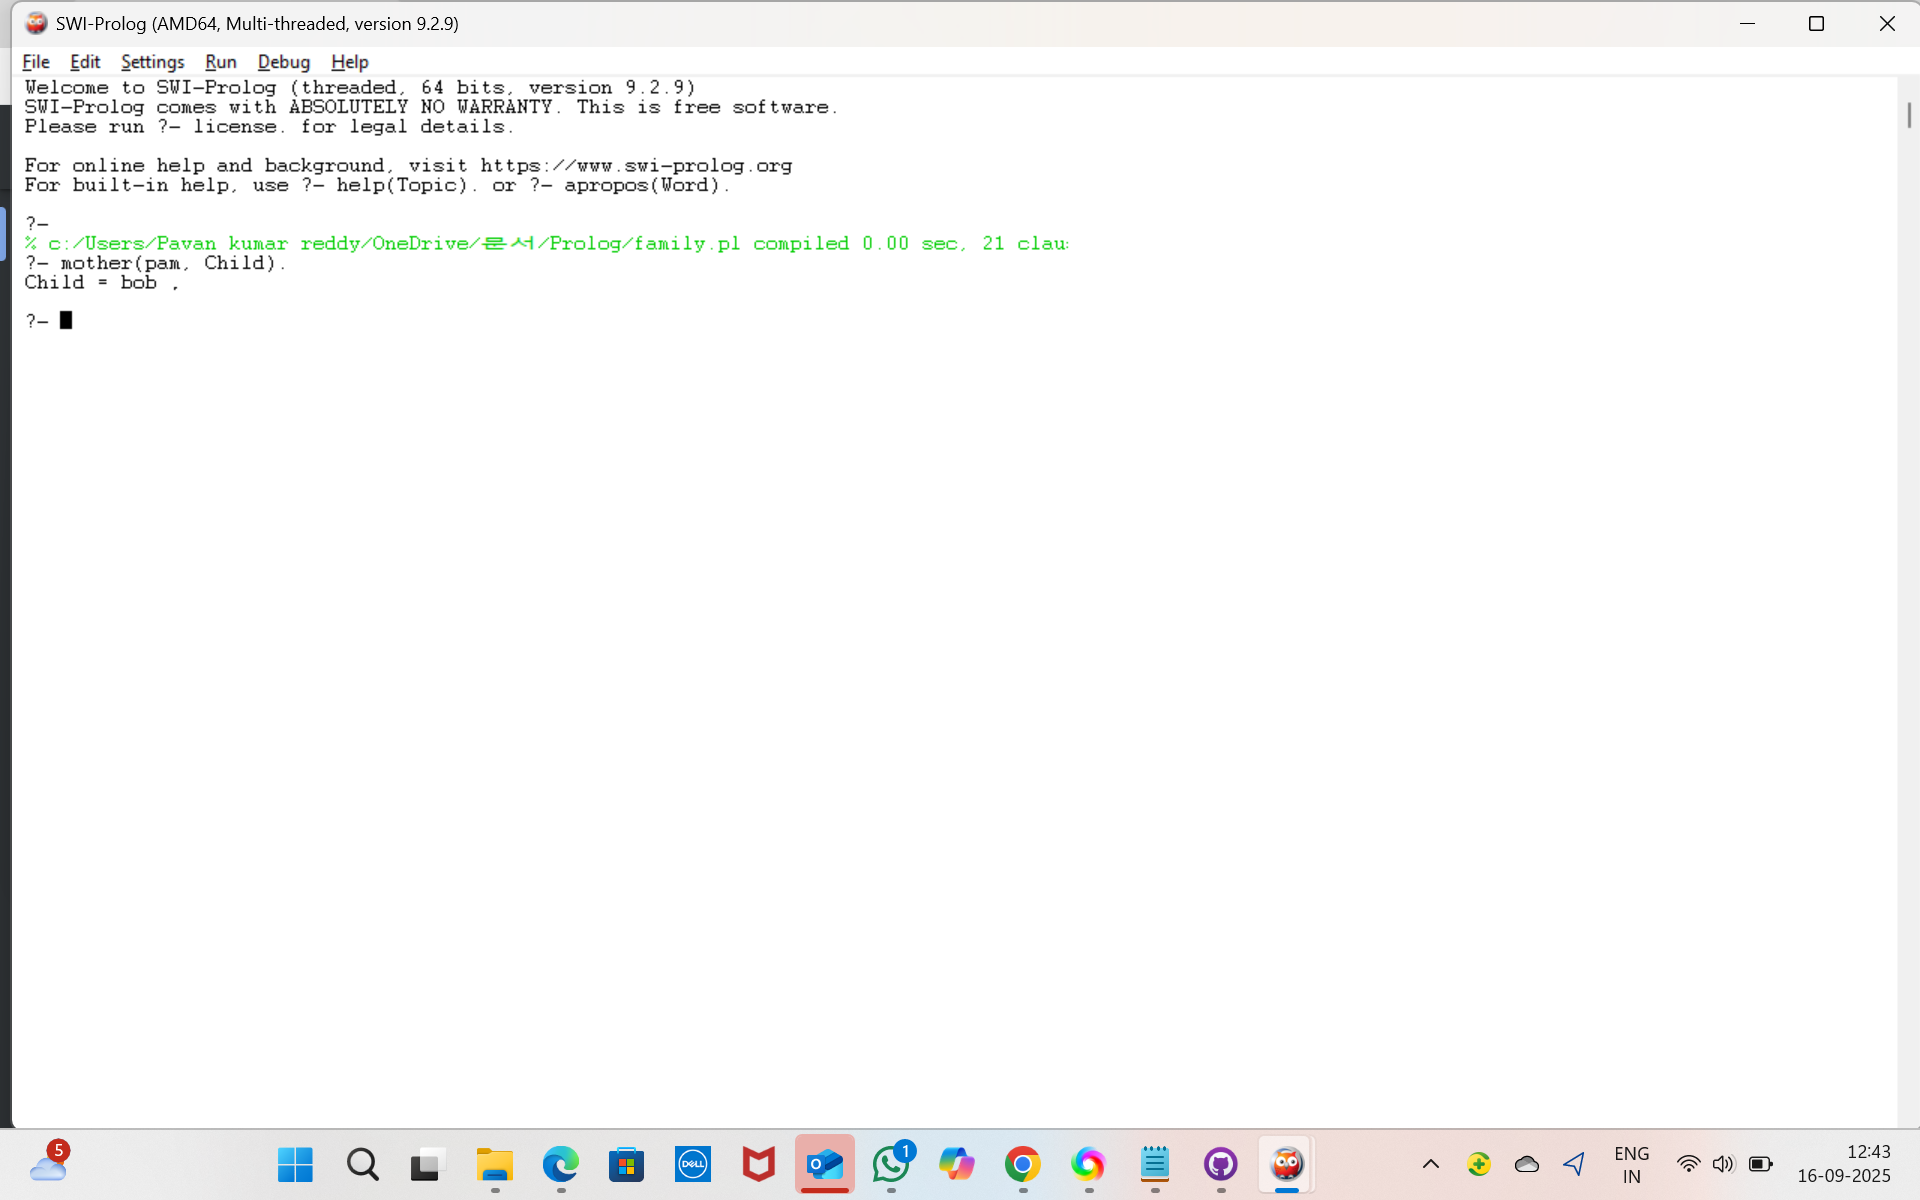 SWI-Prolog (AMD64, Multi-threaded, version 9.2.9)
File Edit Settings Run Debug Help
Welcome to SWI-Prolog (threaded, 64 bits, version 9.2.9)
SWI-Prolog comes with ABSOLUTELY NO WARRANTY. This is free software.
Please run ?- license. for legal details.
For online help and background, visit https://www.swi-prolog.org
For built-in help, use ?- help(Topic). or ?- apropos(Word).
?-
% c:/Users/Pavan kumar reddy/OneDrive/문서/Prolog/family.pl compiled 0.00 sec, 21 clau
?- mother(pam, Child).
Child = bob .
?-
5
DELL
1
ENG
IN
12:43
16-09-2025